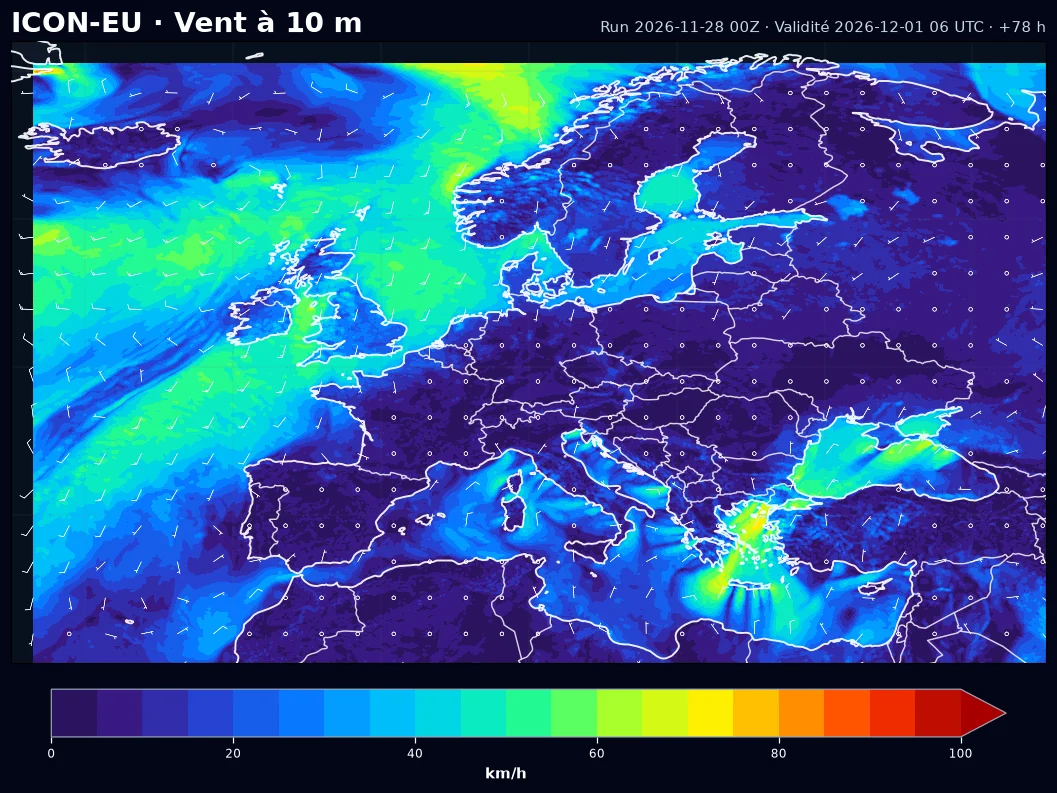 ICON-EU · Vent à 10 m
Run 2026-11-28 00Z · Validité 2026-12-01 06 UTC · +78 h
0 20 40 60 80 100
km/h